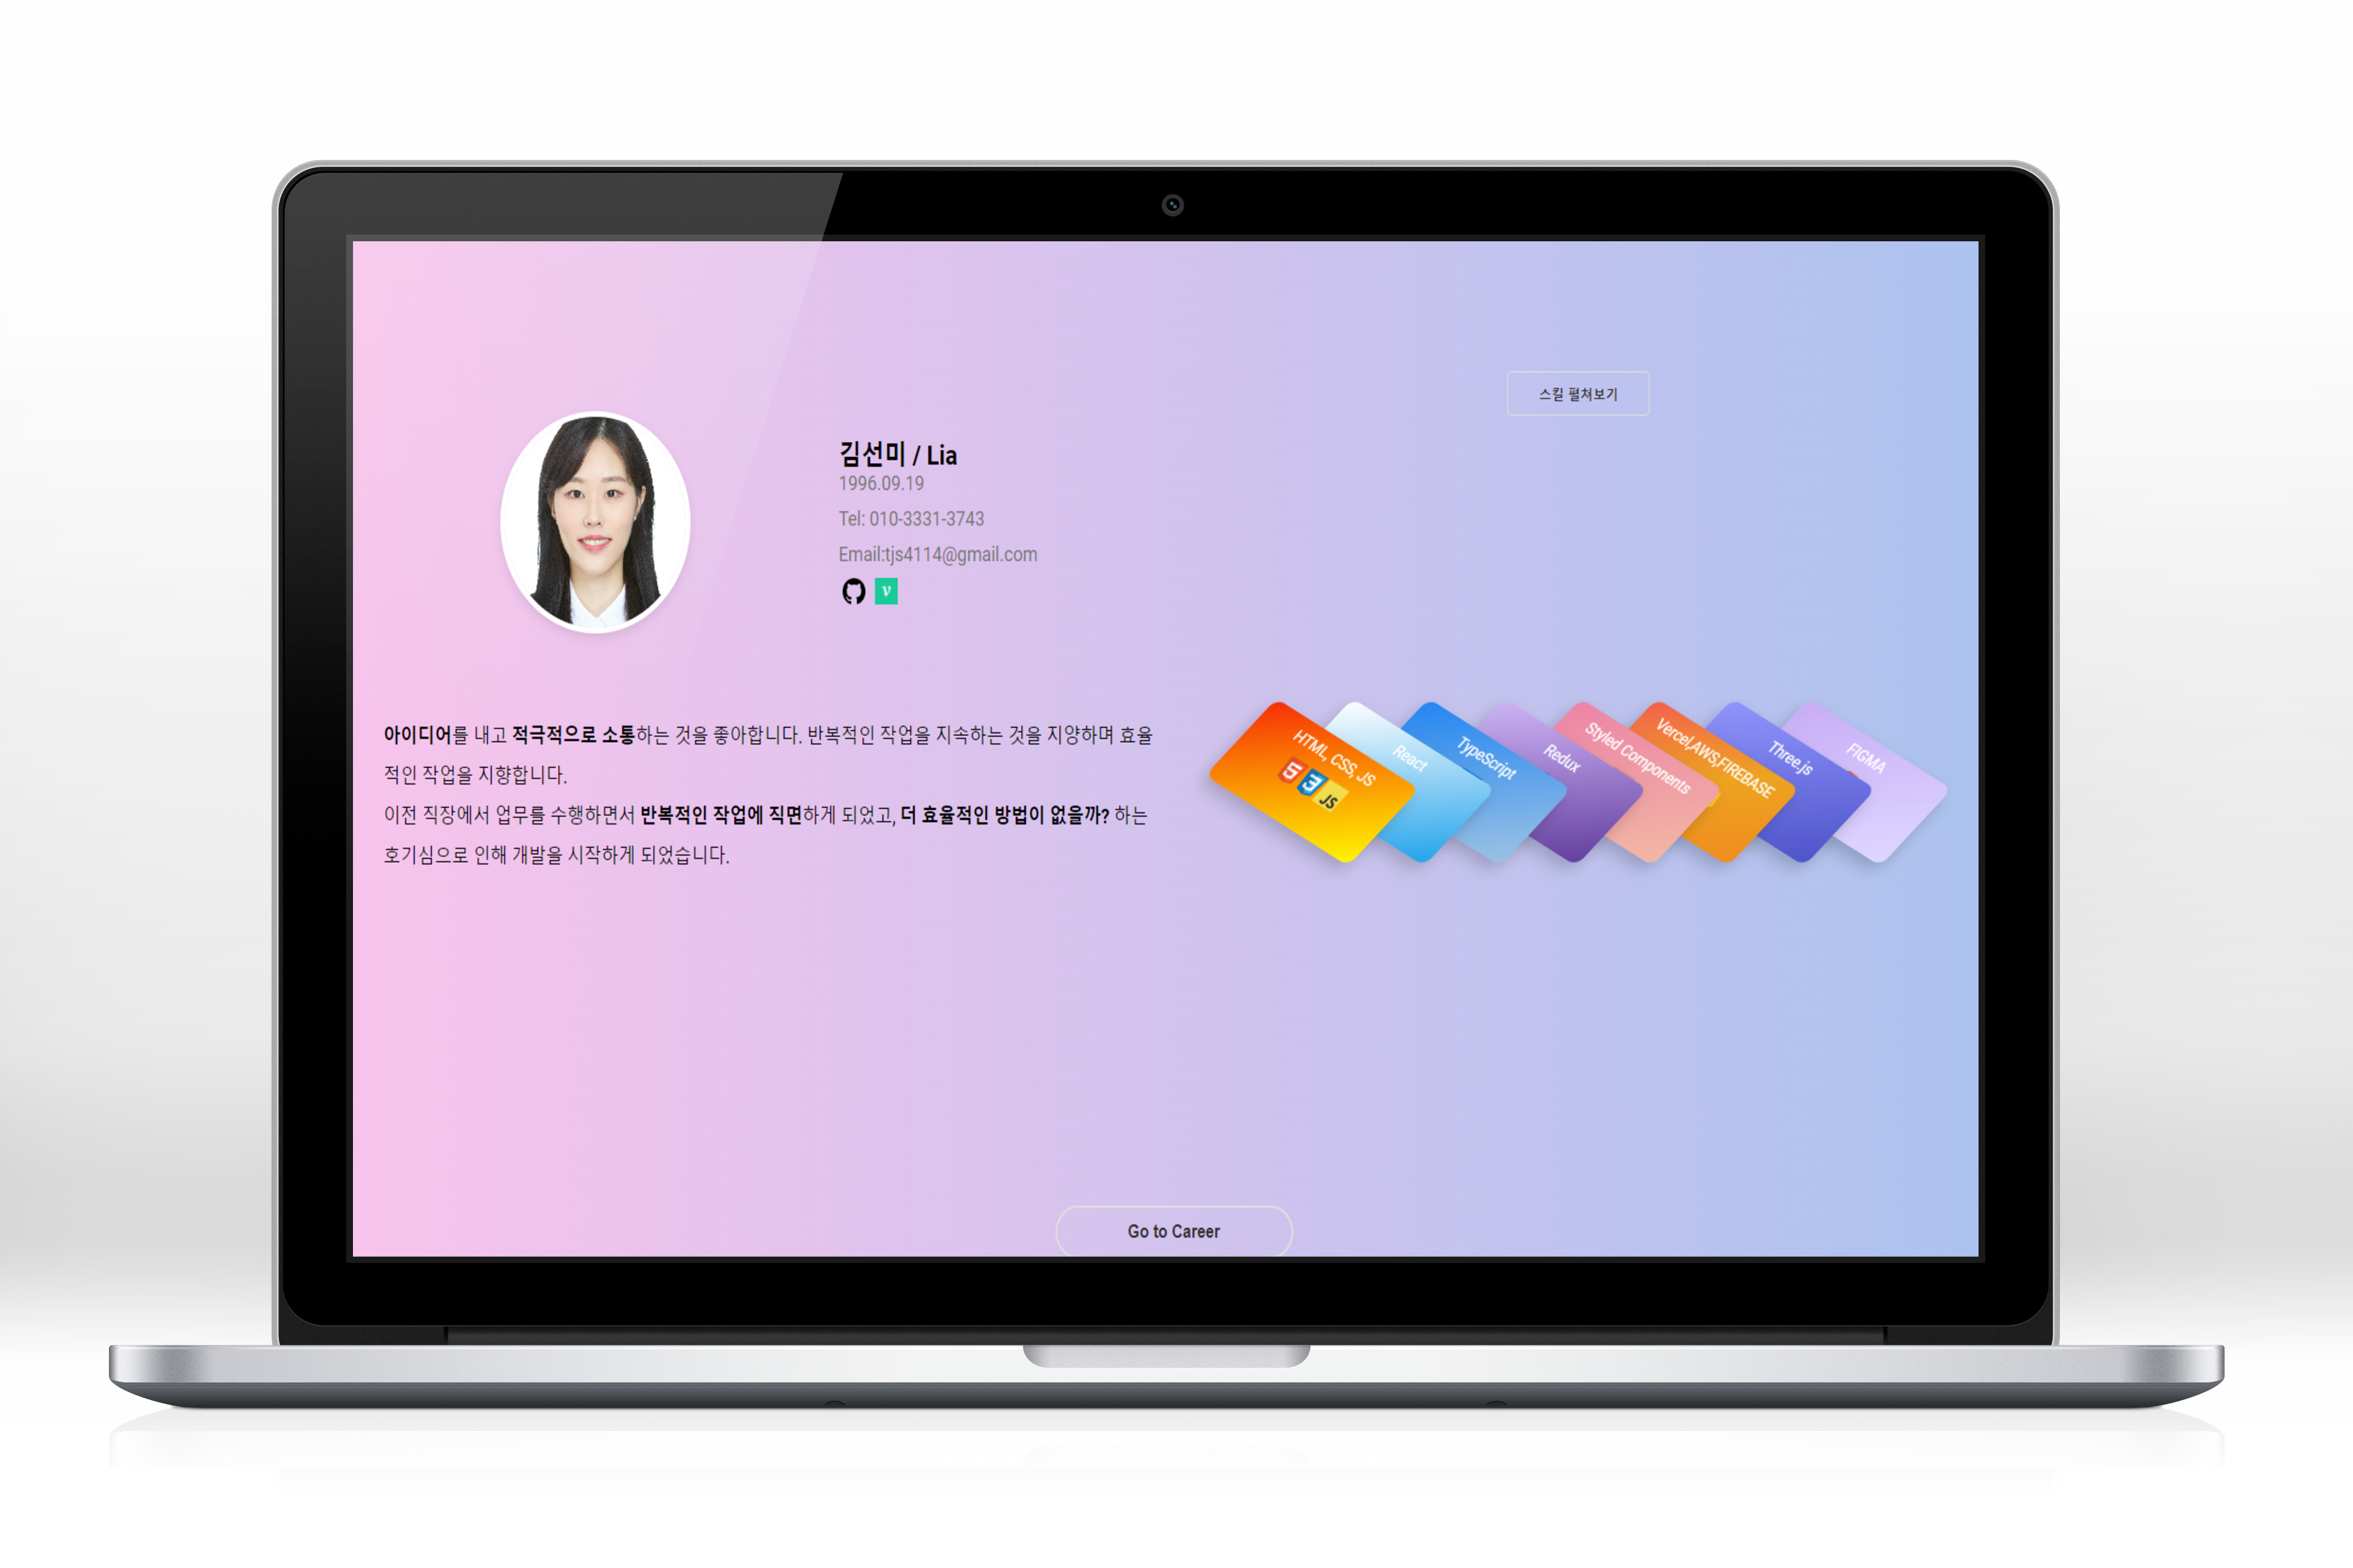 스킬 펼쳐보기
김선미 / Lia
1996.09.19
Tel: 010-3331-3743
Email:tjs4114@gmail.com
v
아이디어를 내고 적극적으로 소통하는 것을 좋아합니다. 반복적인 작업을 지속하는 것을 지양하며 효율
적인 작업을 지향합니다.
이전 직장에서 업무를 수행하면서 반복적인 작업에 직면하게 되었고, 더 효율적인 방법이 없을까? 하는
호기심으로 인해 개발을 시작하게 되었습니다.
HTML, CSS, JS
5 3 JS
React
TypeScript
Redux
Styled Components
Vercel,AWS,FIREBASE
Three.js
FIGMA
Go to Career